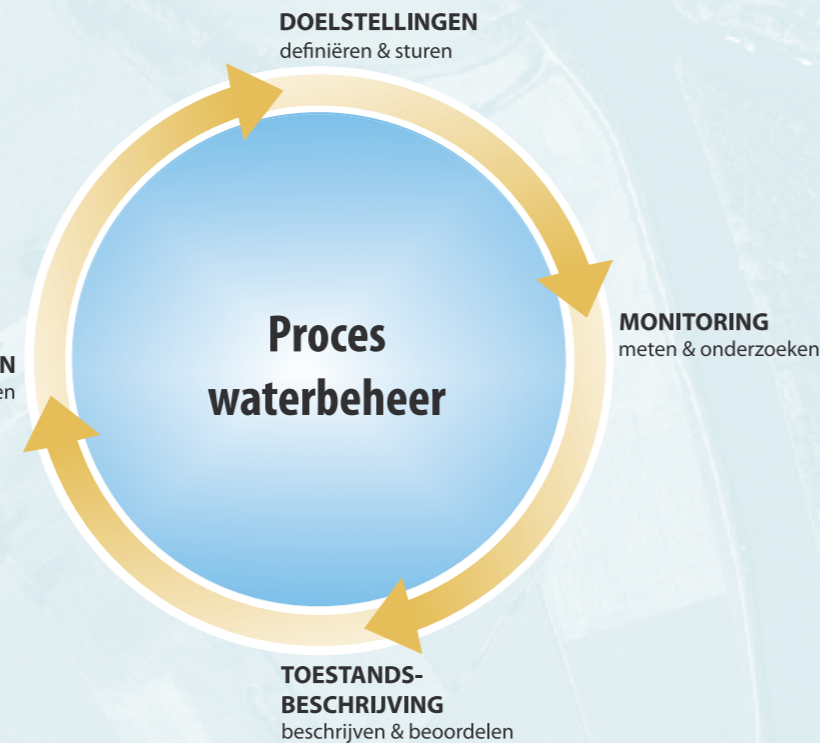 DOELSTELLINGEN
definiëren & sturen
Proces
waterbeheer
MONITORING
meten & onderzoeken
TOESTANDS-
BESCHRIJVING
beschrijven & beoordelen